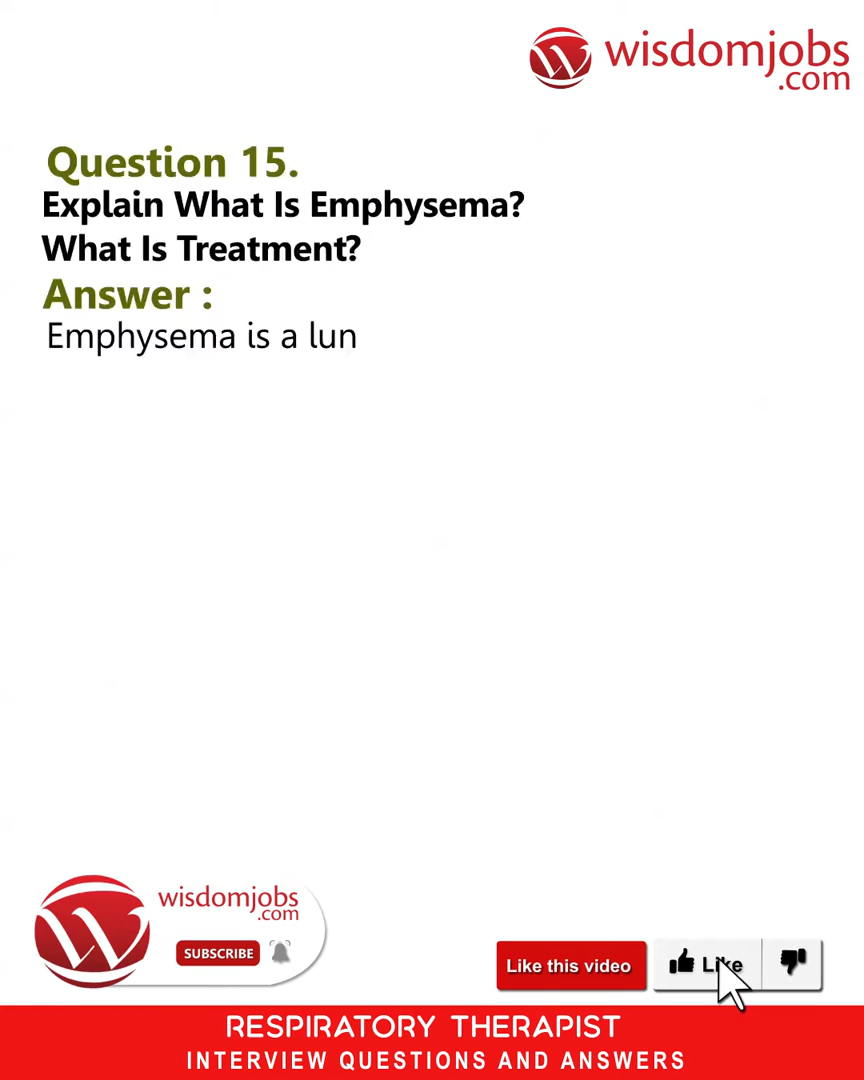 wisdomjobs
.com
Question 15.
Explain What Is Emphysema?
What Is Treatment?
Answer :
Emphysema is a lun
wisdomjobs
.com
SUBSCRIBE
Like this video
Like
RESPIRATORY THERAPIST
INTERVIEW QUESTIONS AND ANSWERS